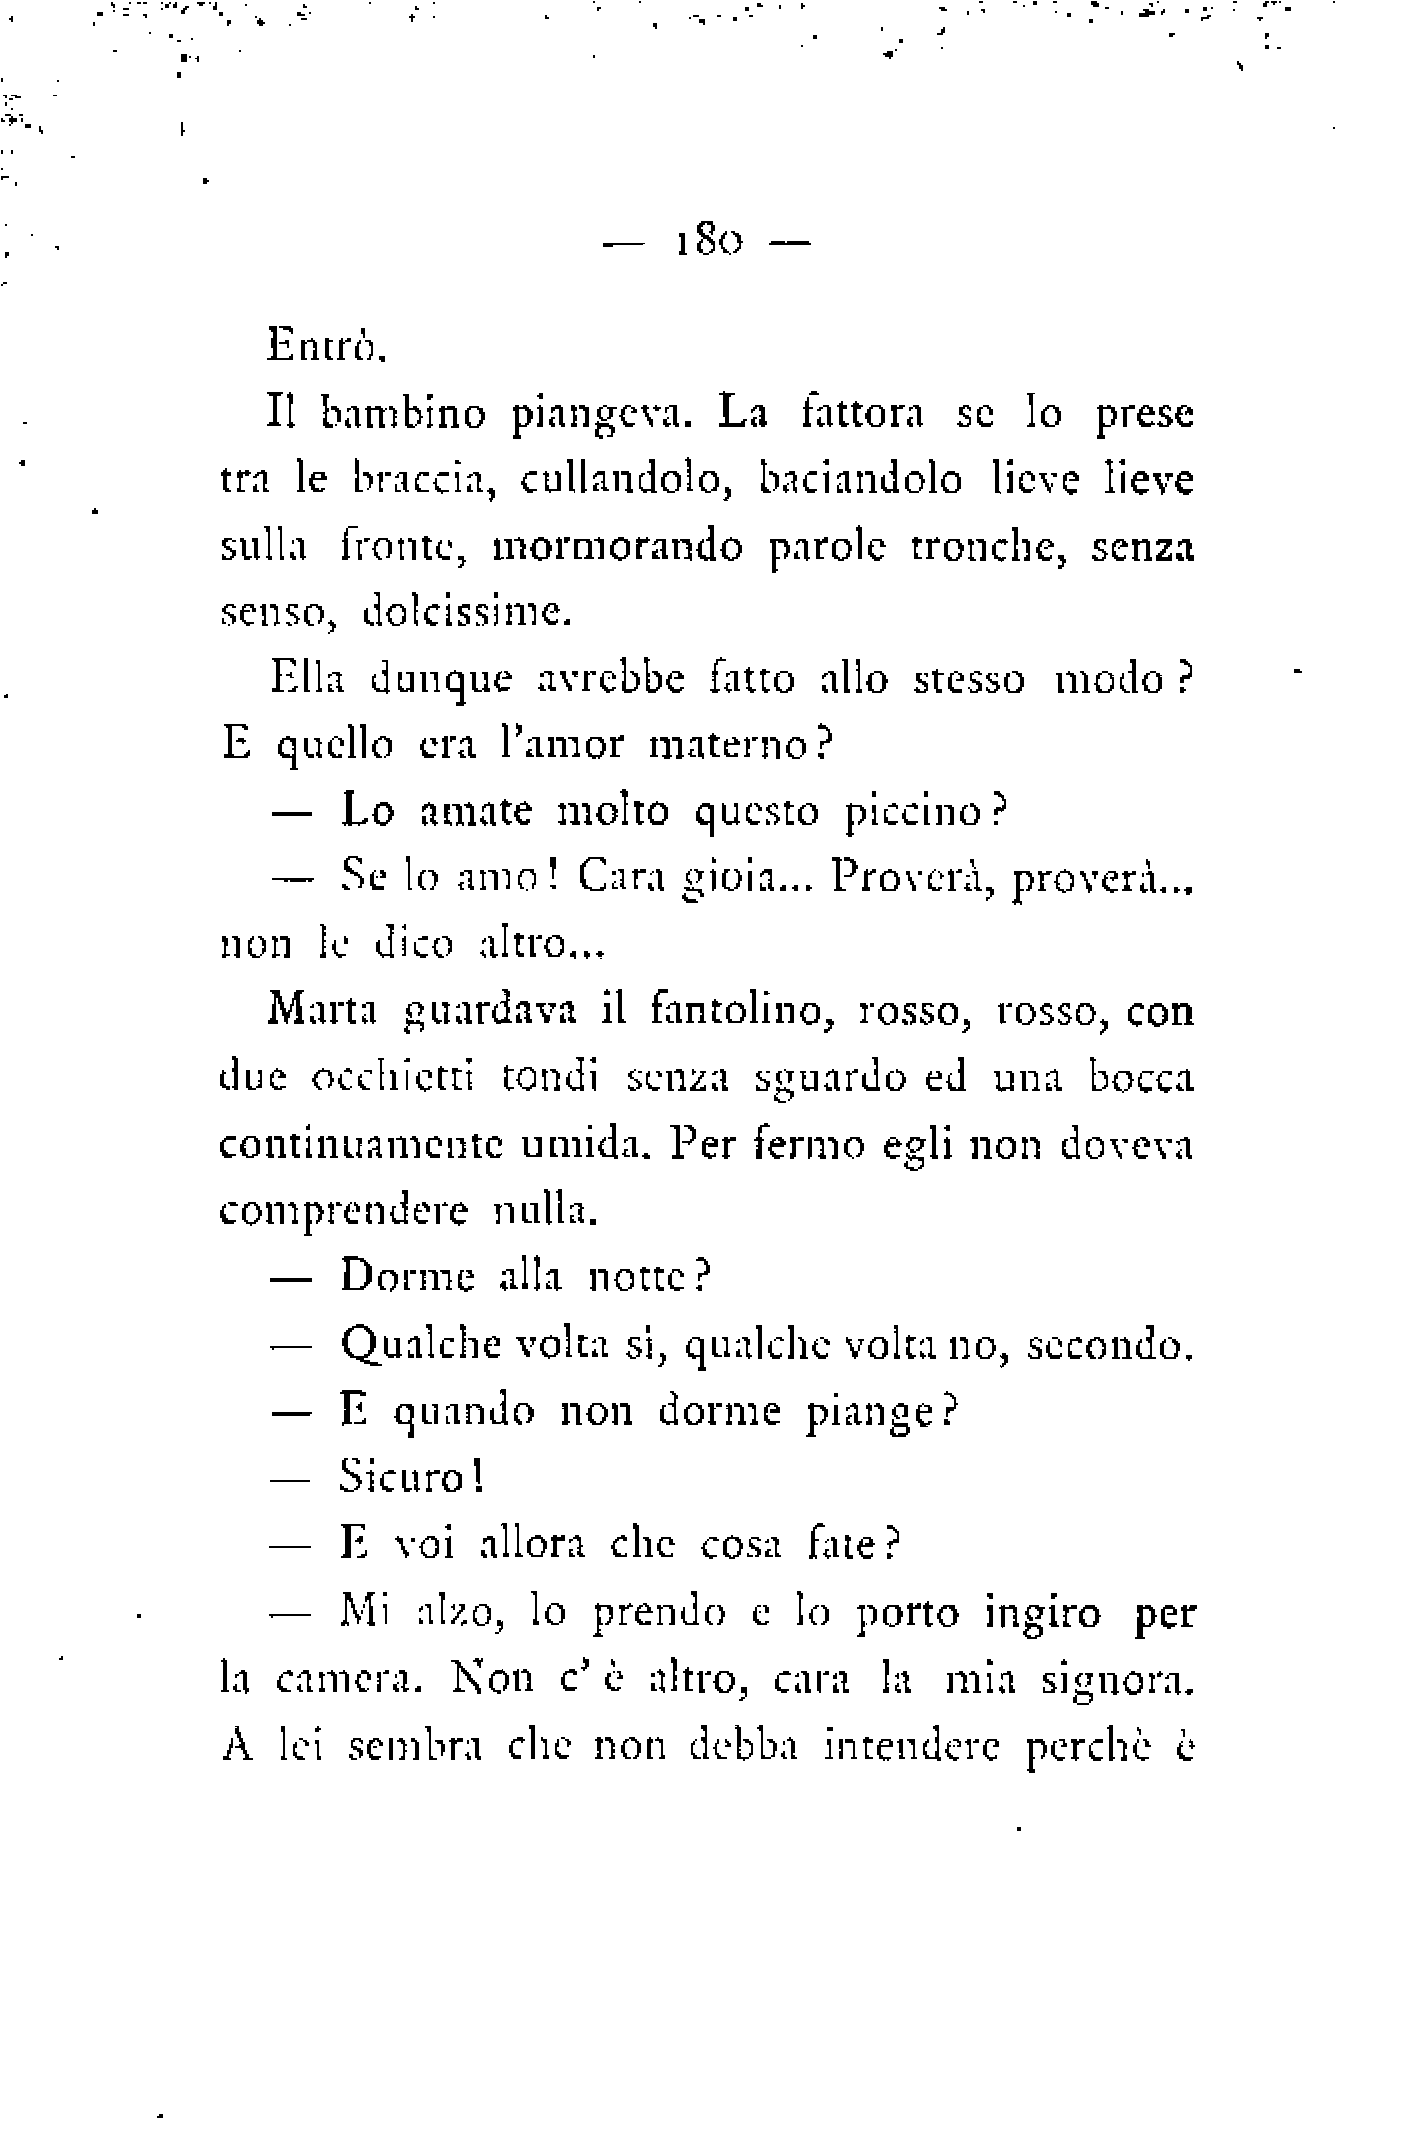 — 180 —
Entrò.
Il bambino piangeva. La fattora se lo prese
tra le braccia, cullandolo, baciandolo lieve lieve
sulla fronte, mormorando parole tronche, senza
senso, dolcissime.
Ella dunque avrebbe fatto allo stesso modo?
E quello era l'amor materno?
— Lo amate molto questo piccino?
— Se lo amo! Cara gioia... Proverà, proverà...
non le dico altro...
Marta guardava il fantolino, rosso, rosso, con
due occhietti tondi senza sguardo ed una bocca
continuamente umida. Per fermo egli non doveva
comprendere nulla.
— Dorme alla notte?
— Qualche volta si, qualche volta no, secondo.
— E quando non dorme piange?
— Sicuro!
— E voi allora che cosa fate?
— Mi alzo, lo prendo e lo porto ingiro per
la camera. Non c' è altro, cara la mia signora.
A lei sembra che non debba intendere perchè è